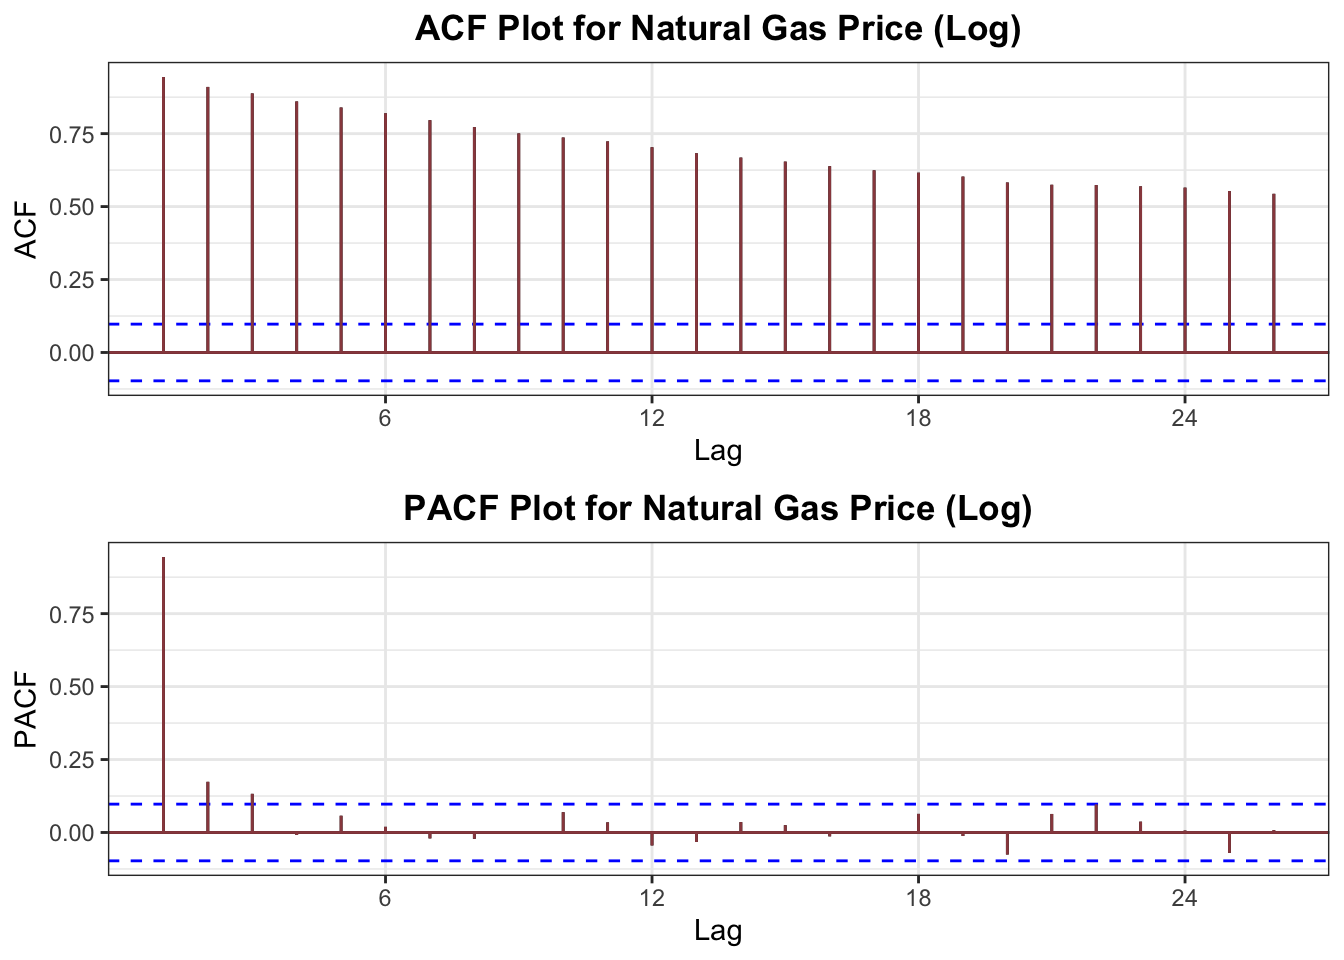 ACF Plot for Natural Gas Price (Log)
0.75
0.50
0.25
0.00
ACF
6 12 18 24
Lag
PACF Plot for Natural Gas Price (Log)
0.75
0.50
0.25
0.00
PACF
6 12 18 24
Lag